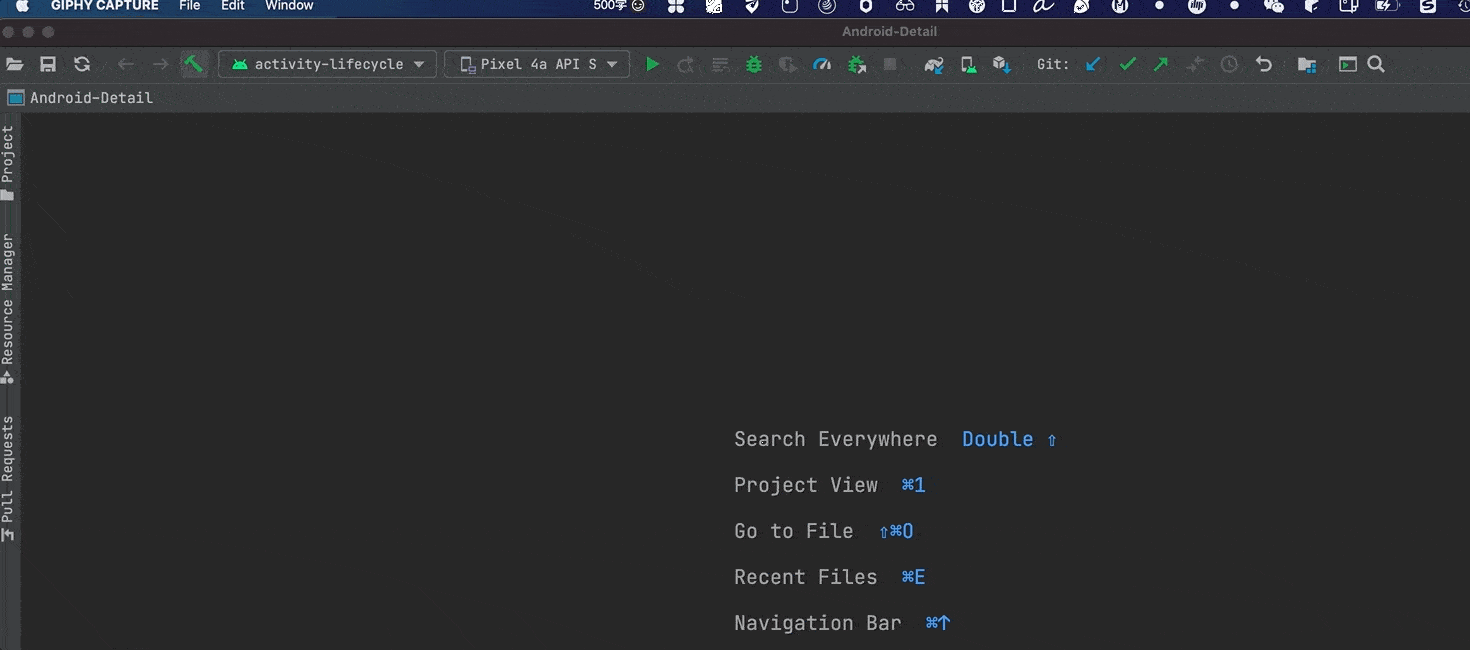 GIPHY CAPTURE File Edit Window 500字
Android-Detail
activity-lifecycle Pixel 4a API S Git:
Android-Detail
Project
Resource Manager
Pull Requests
Search Everywhere Double ⇧
Project View ⌘1
Go to File ⇧⌘O
Recent Files ⌘E
Navigation Bar ⌘↑